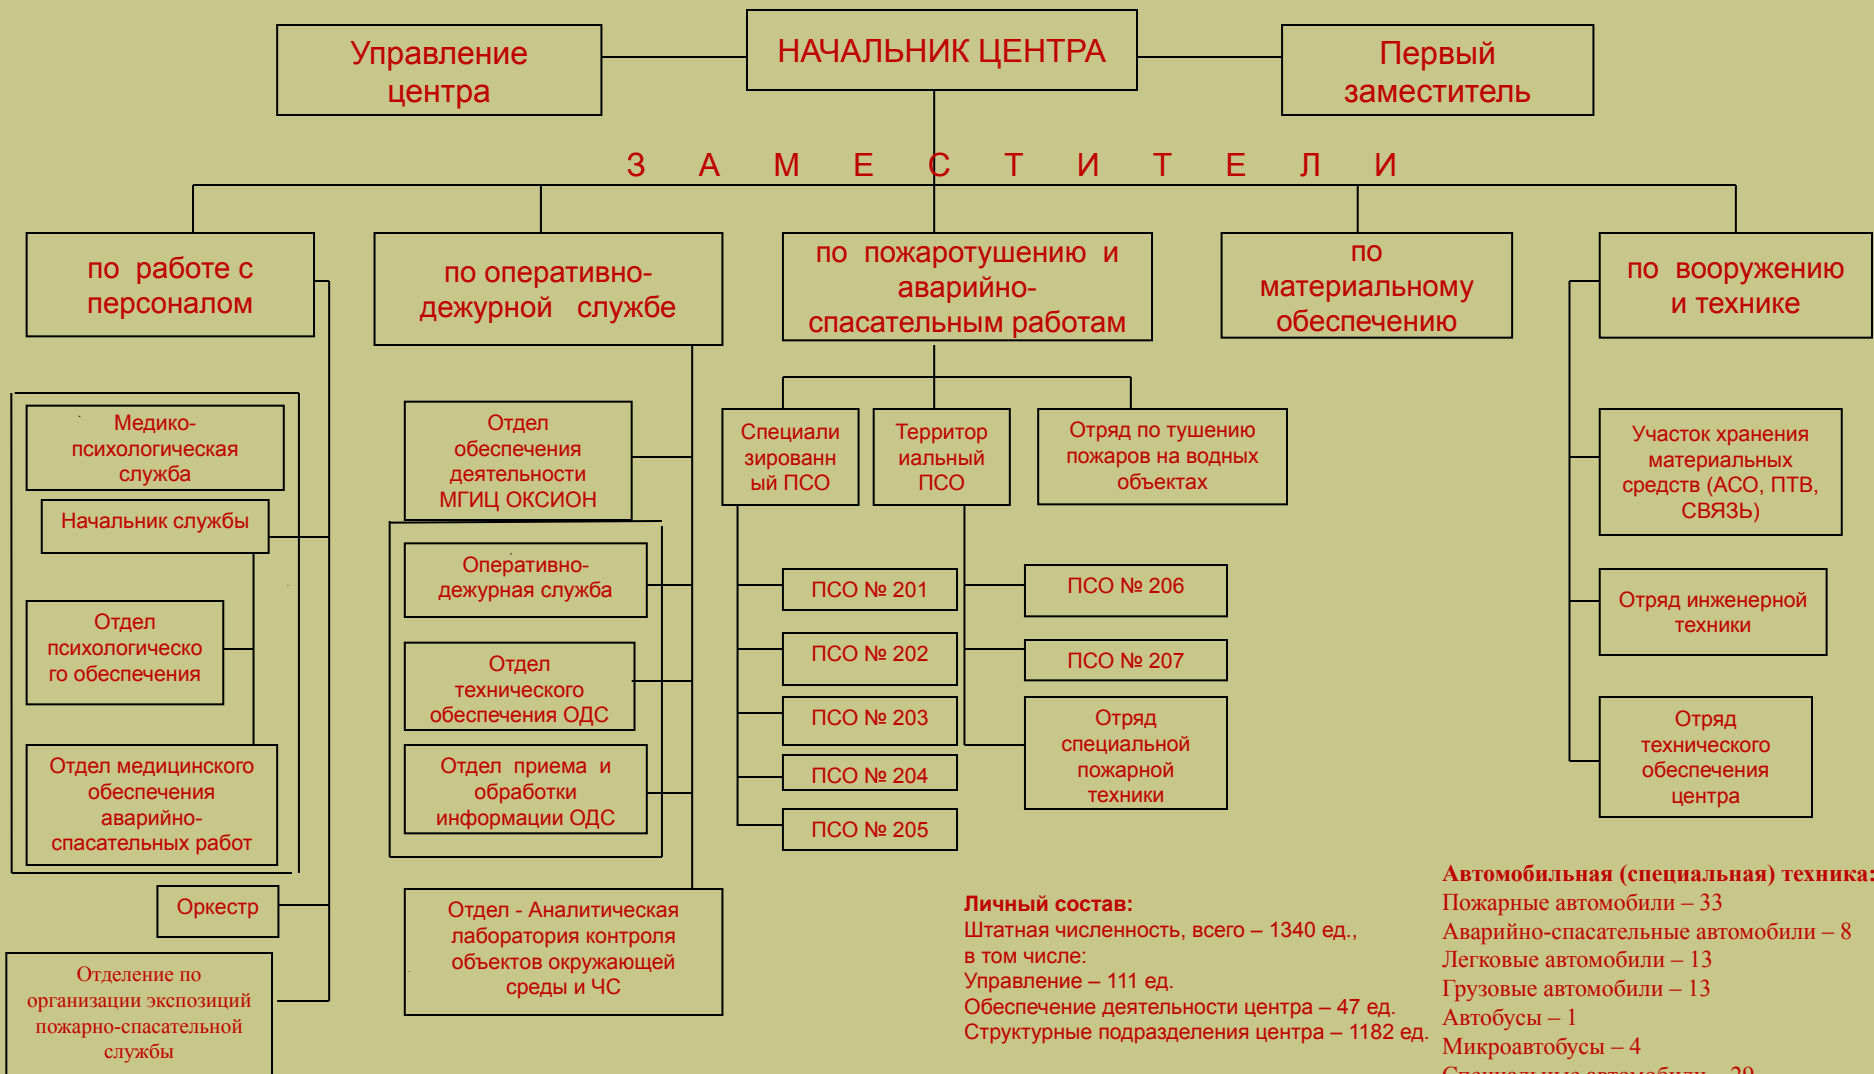 Управление
центра
НАЧАЛЬНИК ЦЕНТРА
Первый
заместитель
З А М Е С Т И Т Е Л И
по работе с
персоналом
по оперативно-
дежурной службе
по пожаротушению и
аварийно-
спасательным работам
по
материальному
обеспечению
по вооружению
и технике
Медико-
психологическая
служба
Начальник службы
Отдел
психологическо
го обеспечения
Отдел медицинского
обеспечения
аварийно-
спасательных работ
Оркестр
Отделение по
организации экспозиций
пожарно-спасательной
службы
Отдел
обеспечения
деятельности
МГИЦ ОКСИОН
Оперативно-
дежурная служба
Отдел
технического
обеспечения ОДС
Отдел приема и
обработки
информации ОДС
Отдел - Аналитическая
лаборатория контроля
объектов окружающей
среды и ЧС
Специали
зированн
ый ПСО
Территор
иальный
ПСО
Отряд по тушению
пожаров на водных
объектах
ПСО № 201
ПСО № 202
ПСО № 203
ПСО № 204
ПСО № 205
ПСО № 206
ПСО № 207
Отряд
специальной
пожарной
техники
Участок хранения
материальных
средств (АСО, ПТВ,
СВЯЗЬ)
Отряд инженерной
техники
Отряд
технического
обеспечения
центра
Личный состав:
Штатная численность, всего – 1340 ед.,
в том числе:
Управление – 111 ед.
Обеспечение деятельности центра – 47 ед.
Структурные подразделения центра – 1182 ед.
Автомобильная (специальная) техника:
Пожарные автомобили – 33
Аварийно-спасательные автомобили – 8
Легковые автомобили – 13
Грузовые автомобили – 13
Автобусы – 1
Микроавтобусы – 4
Специальные автомобили – 29